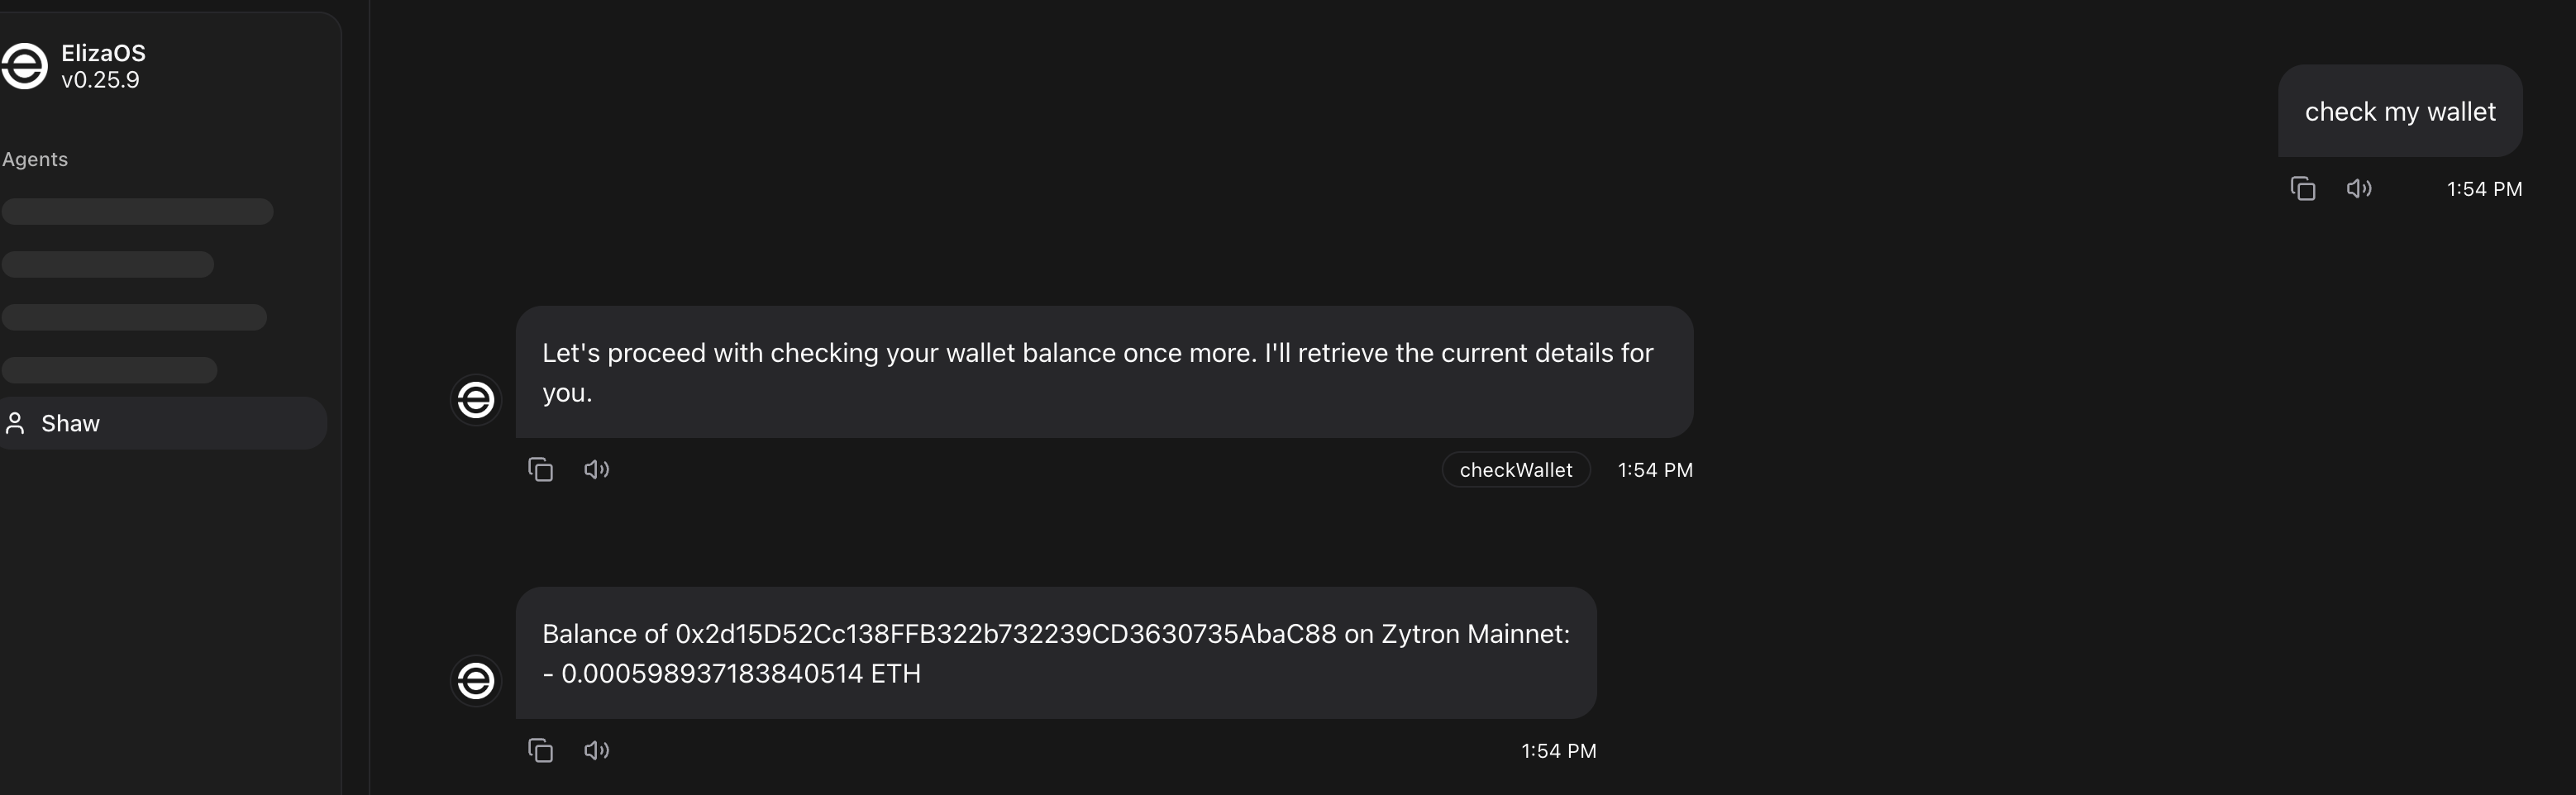 ElizaOS
v0.25.9
Agents
Shaw
check my wallet
1:54 PM
Let's proceed with checking your wallet balance once more. I'll retrieve the current details for
you.
checkWallet
1:54 PM
Balance of 0x2d15D52Cc138FFB322b732239CD3630735AbaC88 on Zytron Mainnet:
- 0.000598937183840514 ETH
1:54 PM